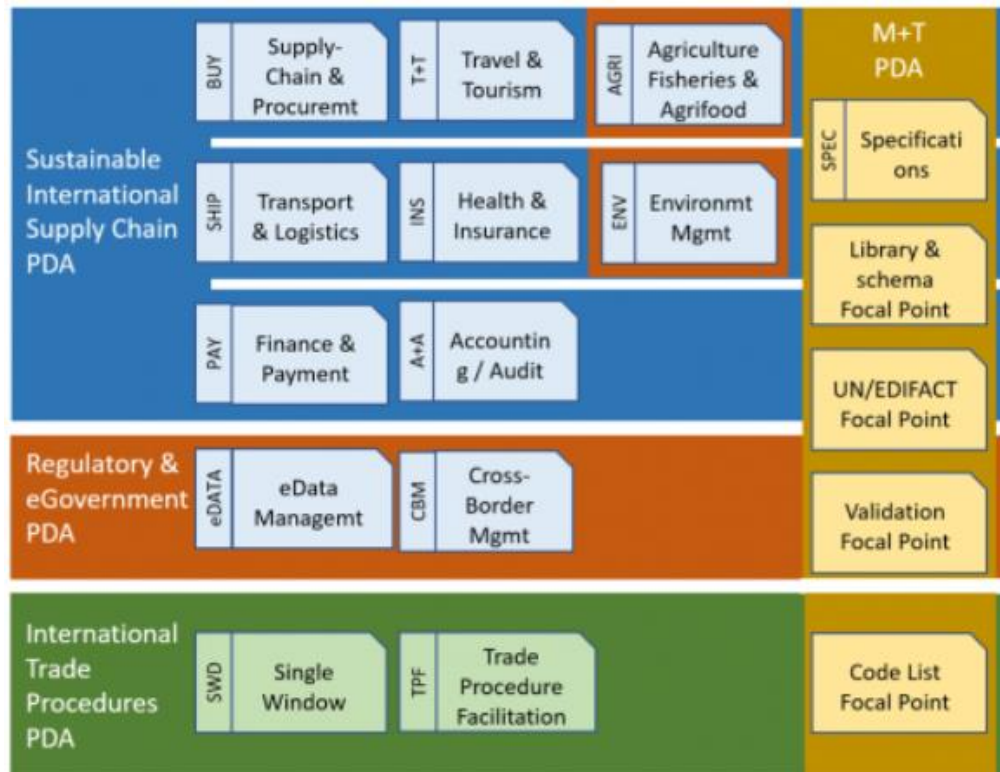 Sustainable
International
Supply Chain
PDA
BUY
Supply-
Chain &
Procuremt
T+T
Travel &
Tourism
AGRI
Agriculture
Fisheries &
Agrifood
SHIP
Transport
& Logistics
INS
Health &
Insurance
ENV
Environmt
Mgmt
PAY
Finance &
Payment
A+A
Accountin
g / Audit
Regulatory &
eGovernment
PDA
eDATA
eData
Managemt
CBM
Cross-
Border
Mgmt
International
Trade
Procedures
PDA
SWD
Single
Window
TPF
Trade
Procedure
Facilitation
M+T
PDA
SPEC
Specificati
ons
Library &
schema
Focal Point
UN/EDIFACT
Focal Point
Validation
Focal Point
Code List
Focal Point